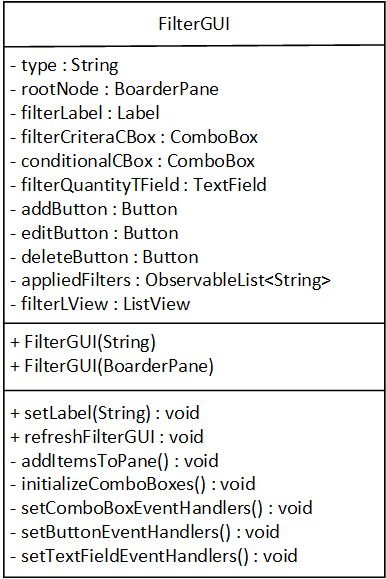 FilterGUI
- type : String
- rootNode : BoarderPane
- filterLabel : Label
- filterCriteraCBox : ComboBox
- conditionalCBox : ComboBox
- filterQuantityTField : TextField
- addButton : Button
- editButton : Button
- deleteButton : Button
- appliedFilters : ObservableList<String>
- filterLView : ListView
+ FilterGUI(String)
+ FilterGUI(BoarderPane)
+ setLabel(String) : void
+ refreshFilterGUI : void
- addItemsToPane() : void
- initializeComboBoxes() : void
- setComboBoxEventHandlers() : void
- setButtonEventHandlers() : void
- setTextFieldEventHandlers() : void